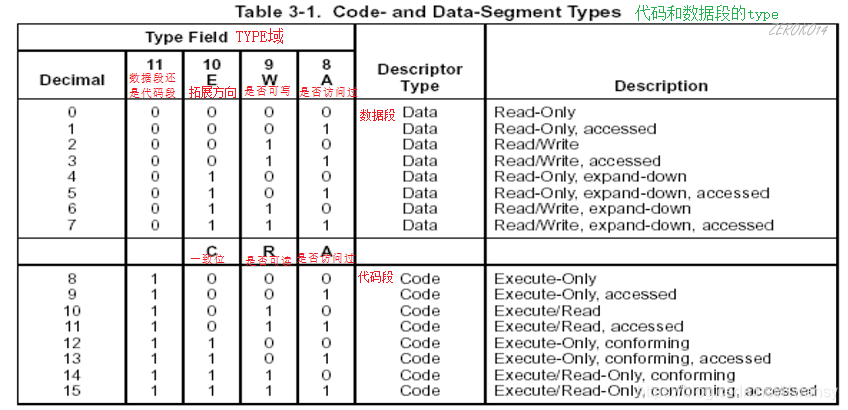 Table 3-1. Code- and Data-Segment Types 代码和数据段的type
ZEROKO14
Type Field TYPE域
Decimal 11 10 9 8 Descriptor Type Description
数据段还是代码段 E W A
拓展方向 是否可写 是否访问过
0 0 0 0 0 数据段 Data Read-Only
1 0 0 0 1 Data Read-Only, accessed
2 0 0 1 0 Data Read/Write
3 0 0 1 1 Data Read/Write, accessed
4 0 1 0 0 Data Read-Only, expand-down
5 0 1 0 1 Data Read-Only, expand-down, accessed
6 0 1 1 0 Data Read/Write, expand-down
7 0 1 1 1 Data Read/Write, expand-down, accessed
C R A
一致位 是否可读 是否访问过
8 1 0 0 0 代码段 Code Execute-Only
9 1 0 0 1 Code Execute-Only, accessed
10 1 0 1 0 Code Execute/Read
11 1 0 1 1 Code Execute/Read, accessed
12 1 1 0 0 Code Execute-Only, conforming
13 1 1 0 1 Code Execute-Only, conforming, accessed
14 1 1 1 0 Code Execute/Read-Only, conforming
15 1 1 1 1 Code Execute/Read-Only, conforming, accessed